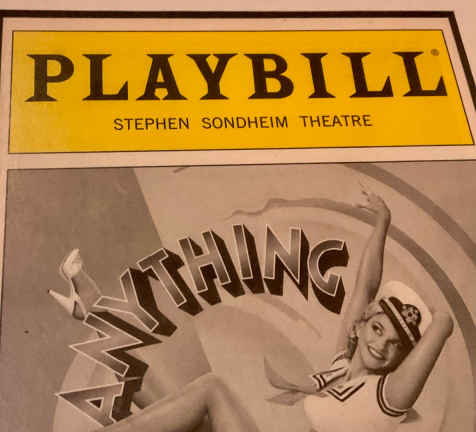 PLAYBILL®
STEPHEN SONDHEIM THEATRE
ANYTHING